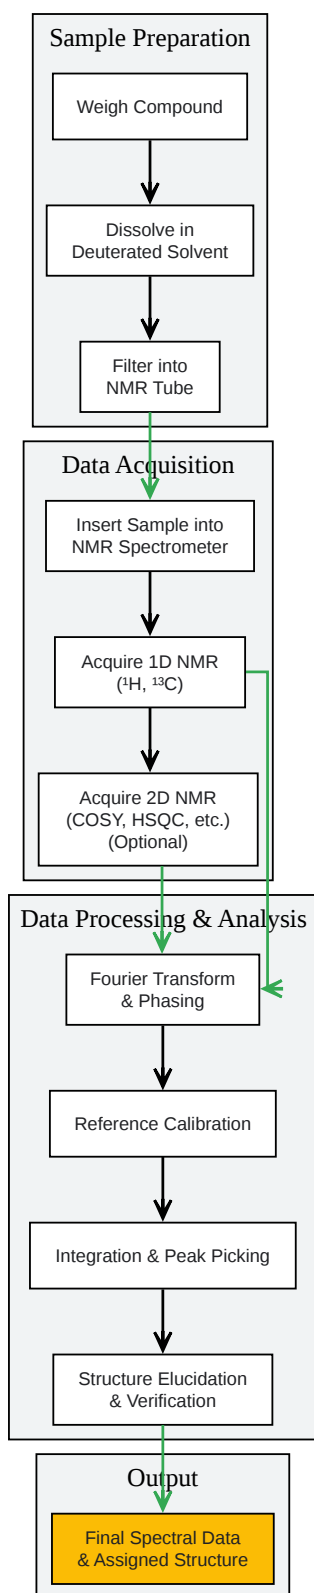 Sample Preparation
Weigh Compound
Dissolve in
Deuterated Solvent
Filter into
NMR Tube
Data Acquisition
Insert Sample into
NMR Spectrometer
Acquire 1D NMR
(¹H, ¹³C)
Acquire 2D NMR
(COSY, HSQC, etc.)
(Optional)
Data Processing & Analysis
Fourier Transform
& Phasing
Reference Calibration
Integration & Peak Picking
Structure Elucidation
& Verification
Output
Final Spectral Data
& Assigned Structure